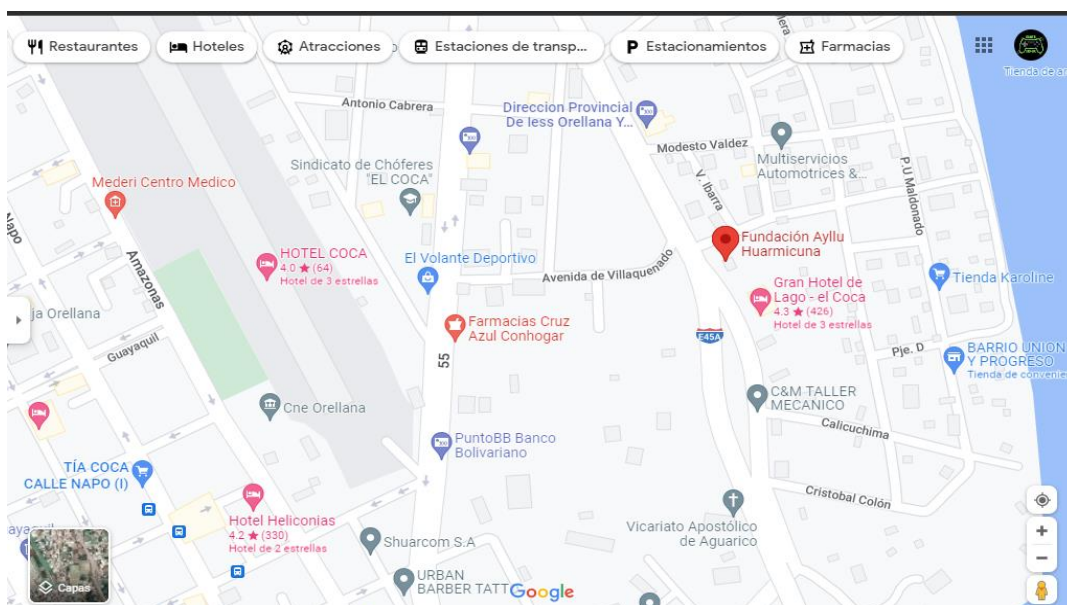 Restaurantes
Hoteles
Atracciones
Estaciones de transp...
P Estacionamientos
Farmacias
Tienda de ar
Antonio Cabrera
Direccion Provincial
De Iess Orellana Y...
Modesto Valdez
Multiservicios
Automotrices &...
Sindicato de Chóferes
"EL COCA"
V. Ibarra
P.U Maldonado
Mederi Centro Medico
Napo
Amazonas
HOTEL COCA
4.0 ★ (64)
Hotel de 3 estrellas
El Volante Deportivo
Avenida de Villaquenado
Fundación Ayllu
Huarmicuna
Gran Hotel de
Lago - el Coca
4.3 ★ (426)
Hotel de 3 estrellas
Tienda Karoline
ja Orellana
Guayaquil
Farmacias Cruz
Azul Conhogar
55
E45A
Pje. D
BARRIO UNION
Y PROGRESO
Tienda de convenie
Cne Orellana
C&M TALLER
MECANICO
Calicuchima
PuntoBB Banco
Bolivariano
TÍA COCA
CALLE NAPO (I)
Cristobal Colón
Hotel Heliconias
4.2 ★ (330)
Hotel de 2 estrellas
Vicariato Apostólico
de Aguarico
Shuarcom S.A
Capas
URBAN
BARBER TATT
Google